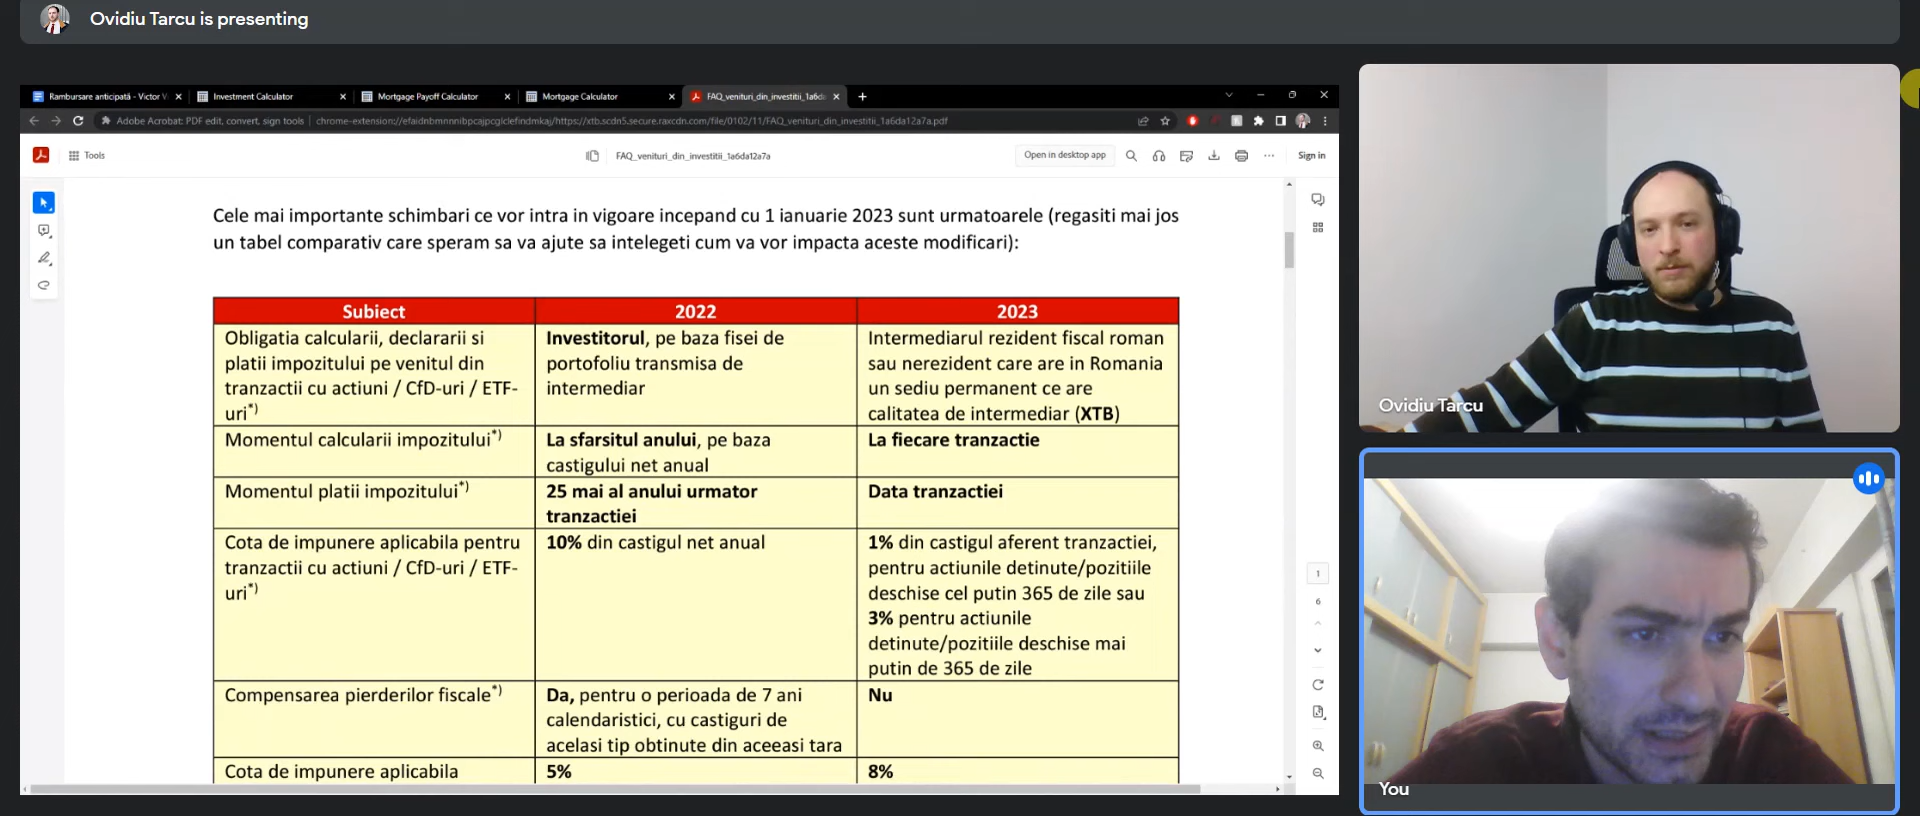 Ovidiu Tarcu is presenting
Rambursare anticipată - Victor V
Investment Calculator
Mortgage Payoff Calculator
Mortgage Calculator
FAQ_venituri_din_investitii_1a6da
Adobe Acrobat: PDF edit, convert, sign tools
Tools
FAQ_venituri_din_investitii_1a6da12a7a
Open in desktop app
Sign in
Cele mai importante schimbari ce vor intra in vigoare incepand cu 1 ianuarie 2023 sunt urmatoarele (regasiti mai jos
un tabel comparativ care speram sa va ajute sa intelegeti cum va vor impacta aceste modificari):
Subiect
2022
2023
Obligatia calcularii, declararii si
platii impozitului pe venitul din
tranzactii cu actiuni / CfD-uri / ETF-
uri*)
Investitorul, pe baza fisei de
portofoliu transmisa de
intermediar
Intermediarul rezident fiscal roman
sau nerezident care are in Romania
un sediu permanent ce are
calitatea de intermediar (XTB)
Momentul calcularii impozitului*)
La sfarsitul anului, pe baza
castigului net anual
La fiecare tranzactie
Momentul platii impozitului*)
25 mai al anului urmator
tranzactiei
Data tranzactiei
Cota de impunere aplicabila pentru
tranzactii cu actiuni / CfD-uri / ETF-
uri*)
10% din castigul net anual
1% din castigul aferent tranzactiei,
pentru actiunile detinute/pozitiile
deschise cel putin 365 de zile sau
3% pentru actiunile
detinute/pozitiile deschise mai
putin de 365 de zile
Compensarea pierderilor fiscale*)
Da, pentru o perioada de 7 ani
calendaristici, cu castiguri de
acelasi tip obtinute din aceeasi tara
Nu
Cota de impunere aplicabila
5%
8%
1
6
Ovidiu Tarcu
You